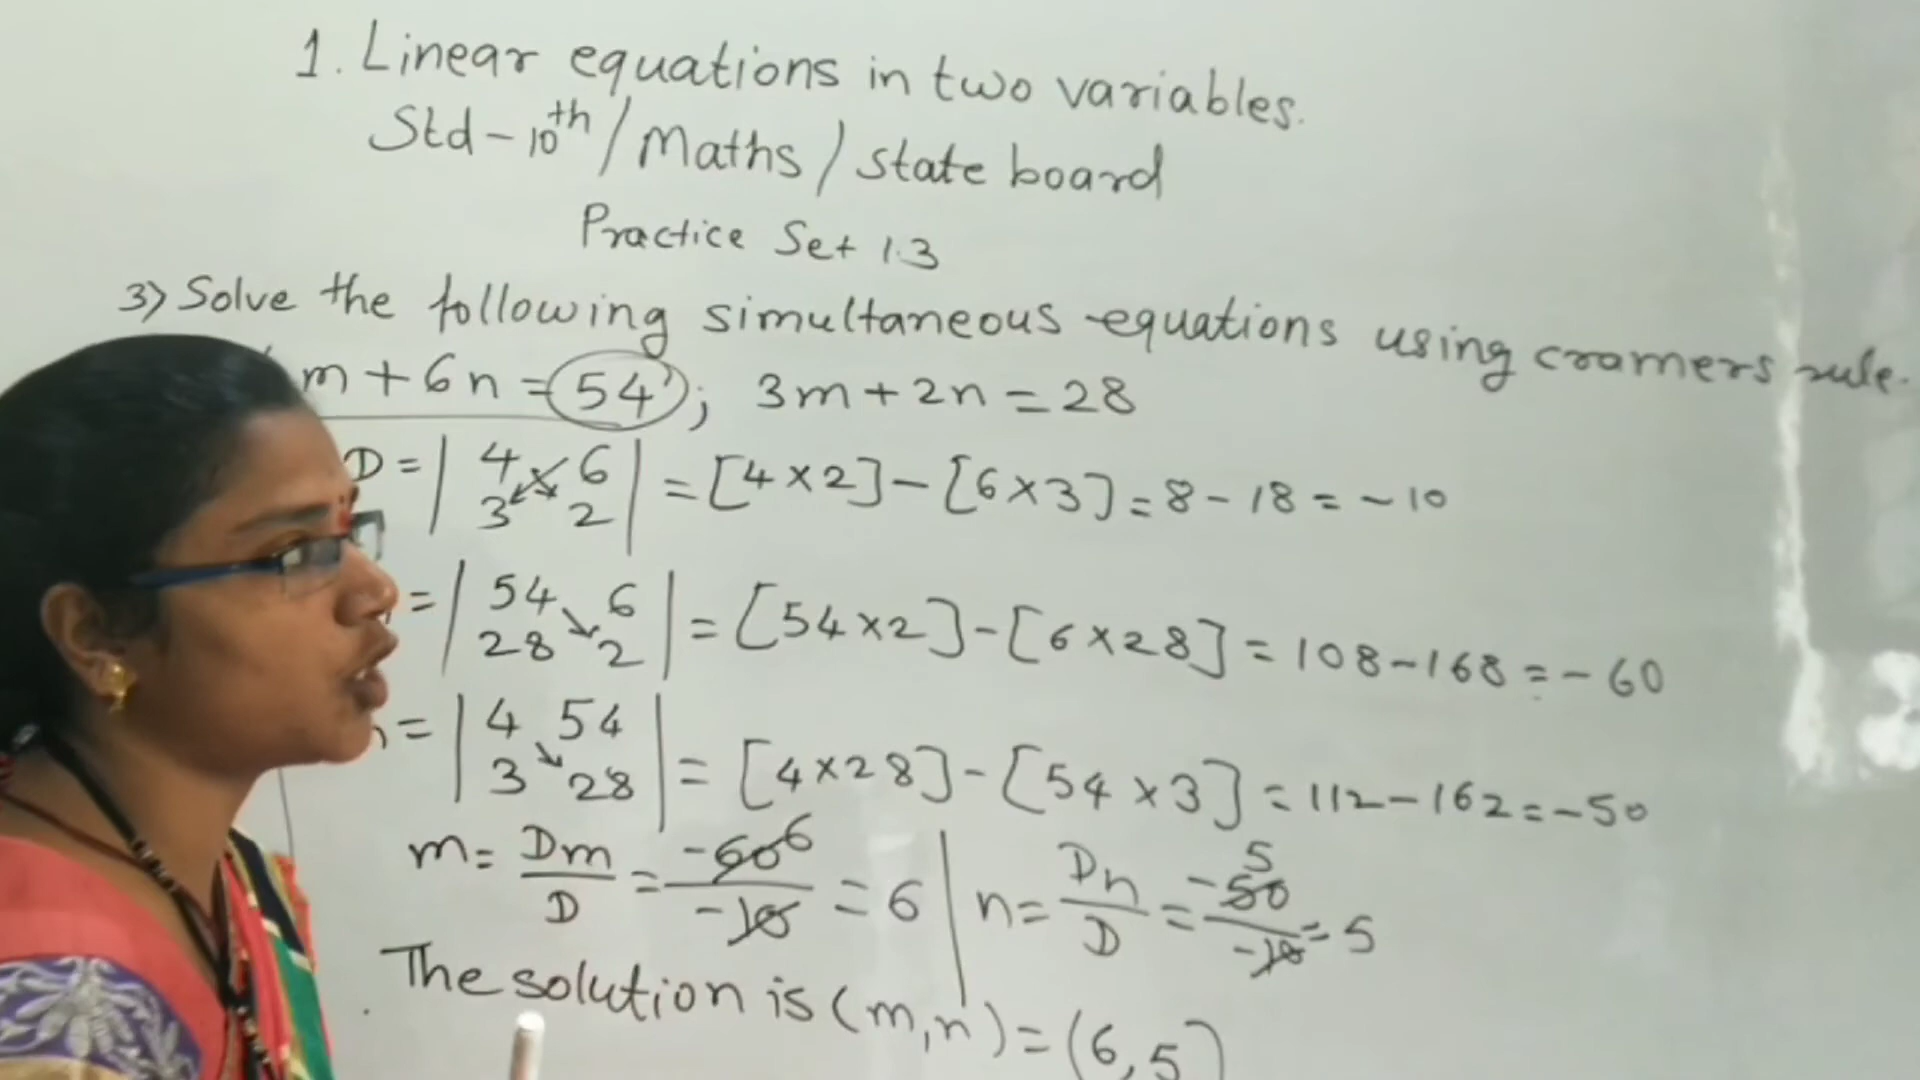 1. Linear equations in two variables.
Std - 10th / Maths / state board
Practice Set 1.3
3) Solve the following simultaneous equations using cramers rule.
m + 6n = 54 ; 3m + 2n = 28
D = | 4 6 | = [4 × 2] - [6 × 3] = 8 - 18 = - 10
3 2
= | 54 6 | = [54 × 2] - [6 × 28] = 108 - 168 = - 60
28 2
= | 4 54 | = [4 × 28] - [54 × 3] = 112 - 162 = - 50
3 28
m = Dm / D = -60 6 / -10 = 6 | n = Dn / D = -50 5 / -10 = 5
The solution is (m, n) = (6, 5)